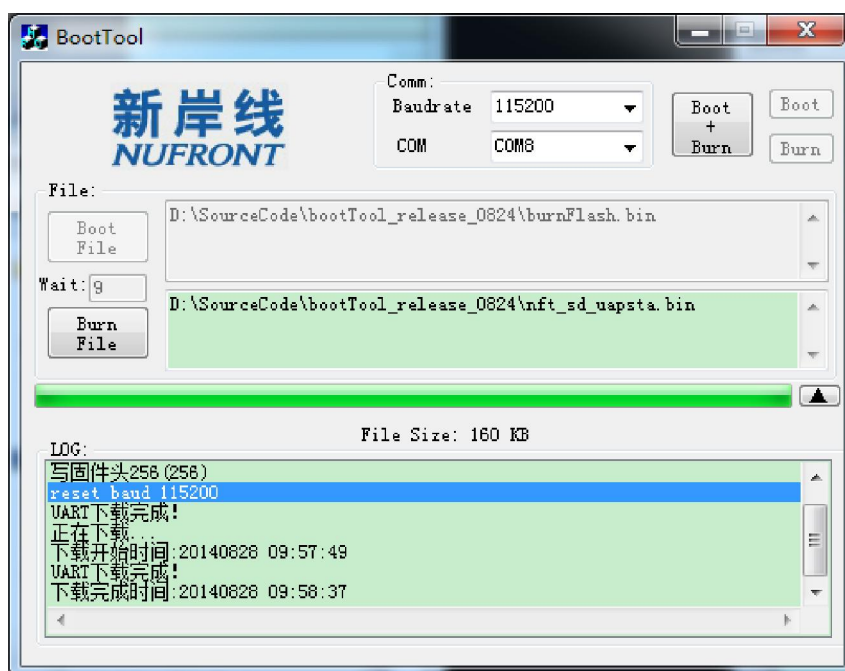 BootTool
新岸线
NUFRONT
Comm:
Baudrate 115200
COM COM8
Boot
+
Burn
Boot
Burn
File:
Boot
File
D:\SourceCode\bootTool_release_0824\burnFlash.bin
Wait: 9
Burn
File
D:\SourceCode\bootTool_release_0824\nft_sd_uapsta.bin
File Size: 160 KB
LOG:
写固件头256(256)
reset baud 115200
UART下载完成!
正在下载...
下载开始时间:20140828 09:57:49
UART下载完成!
下载完成时间:20140828 09:58:37